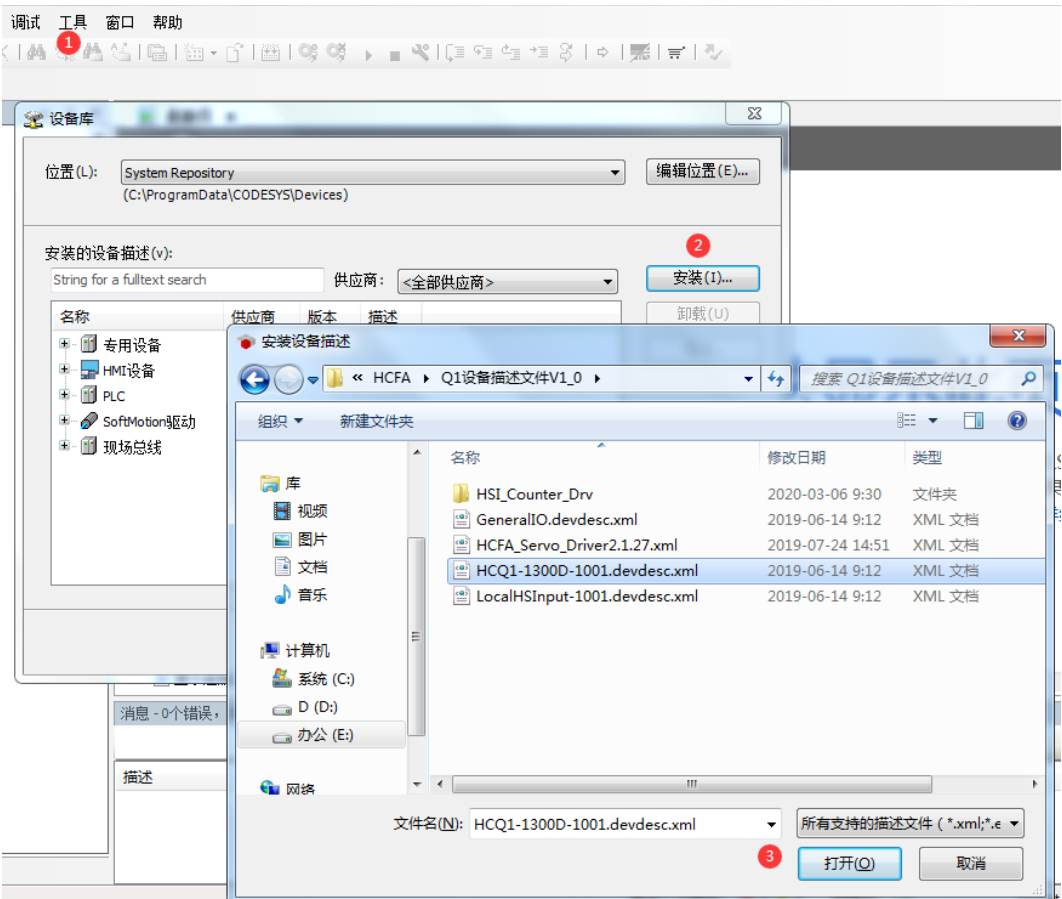 调试 工具 窗口 帮助
1
设备库
位置(L):
System Repository
编辑位置(E)...
(C:\ProgramData\CODESYS\Devices)
2
安装的设备描述(v):
String for a fulltext search
供应商:
<全部供应商>
安装(I)...
卸载(U)
名称 供应商 版本 描述
专用设备
HMI设备
PLC
SoftMotion驱动
现场总线
安装设备描述
« HCFA Q1设备描述文件V1_0
搜索 Q1设备描述文件V1_0
组织 新建文件夹
名称 修改日期 类型
库
视频
图片
文档
音乐
计算机
系统 (C:)
D (D:)
办公 (E:)
网络
HSI_Counter_Drv 2020-03-06 9:30 文件夹
GeneralIO.devdesc.xml 2019-06-14 9:12 XML 文档
HCFA_Servo_Driver2.1.27.xml 2019-07-24 14:51 XML 文档
HCQ1-1300D-1001.devdesc.xml 2019-06-14 9:12 XML 文档
LocalHSInput-1001.devdesc.xml 2019-06-14 9:12 XML 文档
消息 - 0个错误,
描述
文件名(N): HCQ1-1300D-1001.devdesc.xml
所有支持的描述文件 ( *.xml;*.e
3
打开(O)
取消